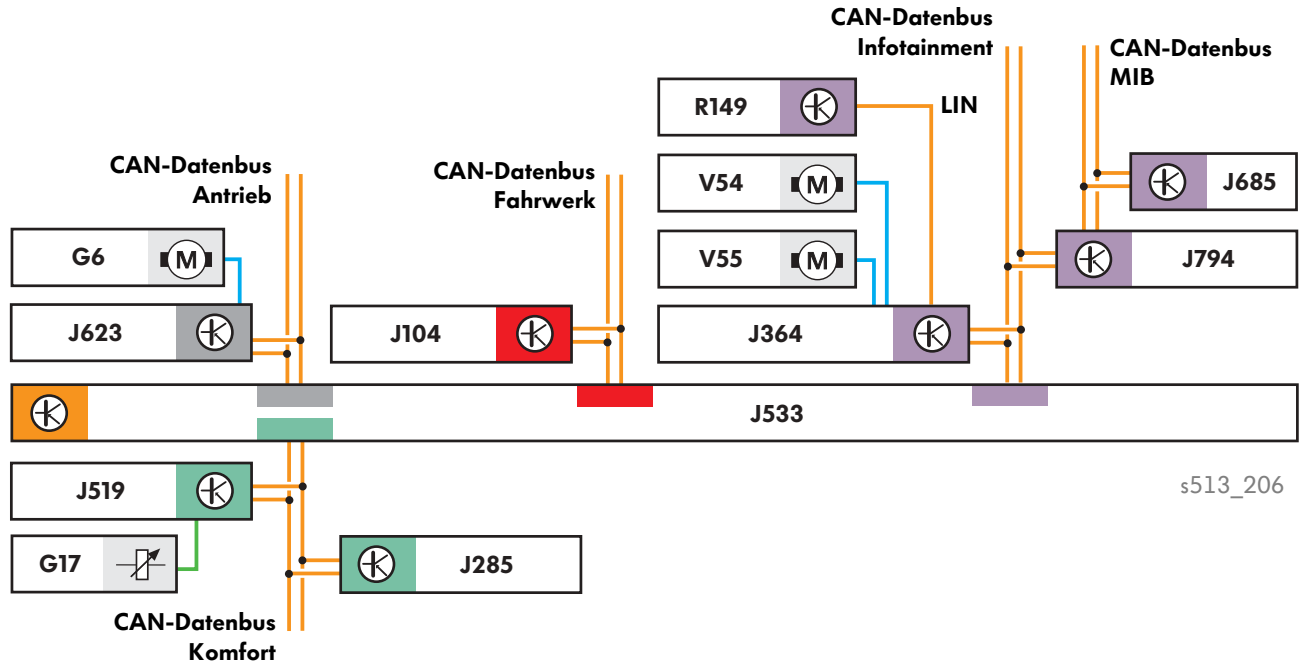 CAN-Datenbus
Infotainment
CAN-Datenbus
MIB
R149
LIN
CAN-Datenbus
Antrieb
CAN-Datenbus
Fahrwerk
V54
J685
G6
M
M
V55
M
J794
J623
J104
J364
J533
J519
s513_206
G17
J285
CAN-Datenbus
Komfort